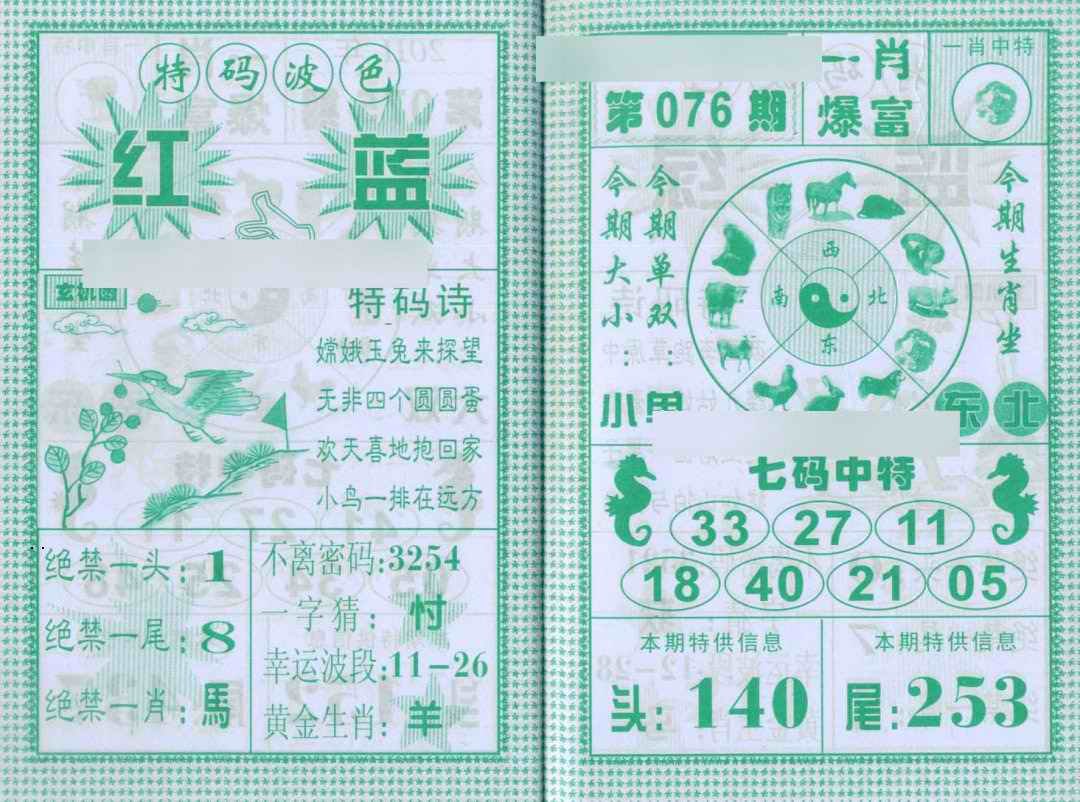 特码波色
红 蓝
特码诗
嫦娥玉兔来探望
无非四个圆圆蛋
欢天喜地抱回家
小鸟一排在远方
绝禁一头:1
绝禁一尾:8
绝禁一肖:馬
不离密码:3254
一字猜:忖
幸运波段:11-26
黄金生肖:羊
第076期
一肖
爆富
一肖中特
今期大小:小
今期单双:
今期生肖坐
东北
西
南 北
东
七码中特
33 27 11
18 40 21 05
本期特供信息
头:140
本期特供信息
尾:253